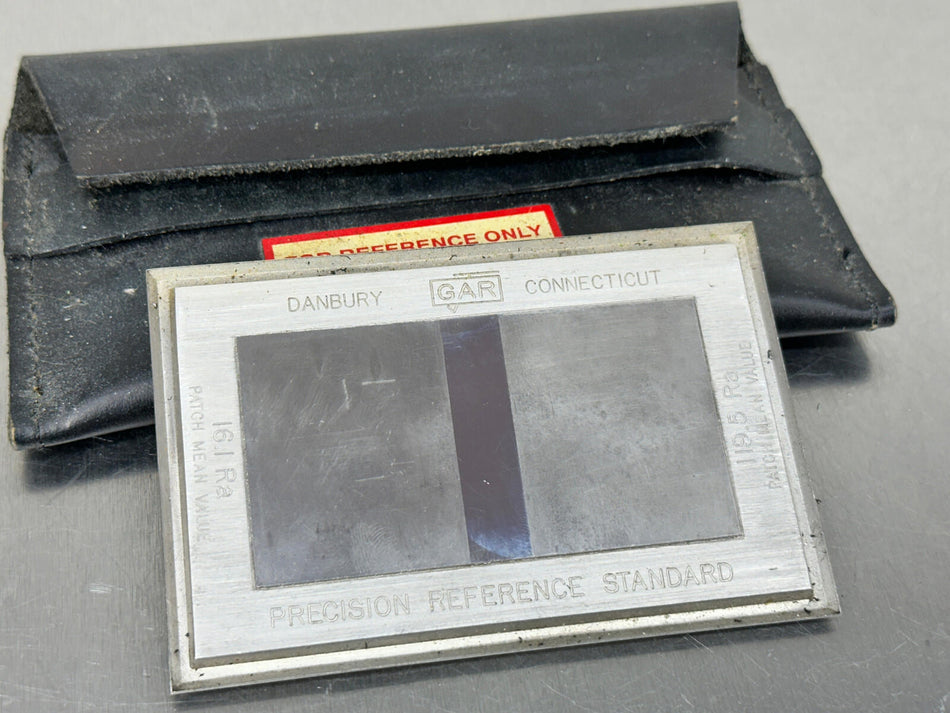 FOR REFERENCE ONLY
DANBURY GAR CONNECTICUT
PATCH MEAN VALUE
16.1 Ra
119.5 Ra
PATCH MEAN VALUE
PRECISION REFERENCE STANDARD